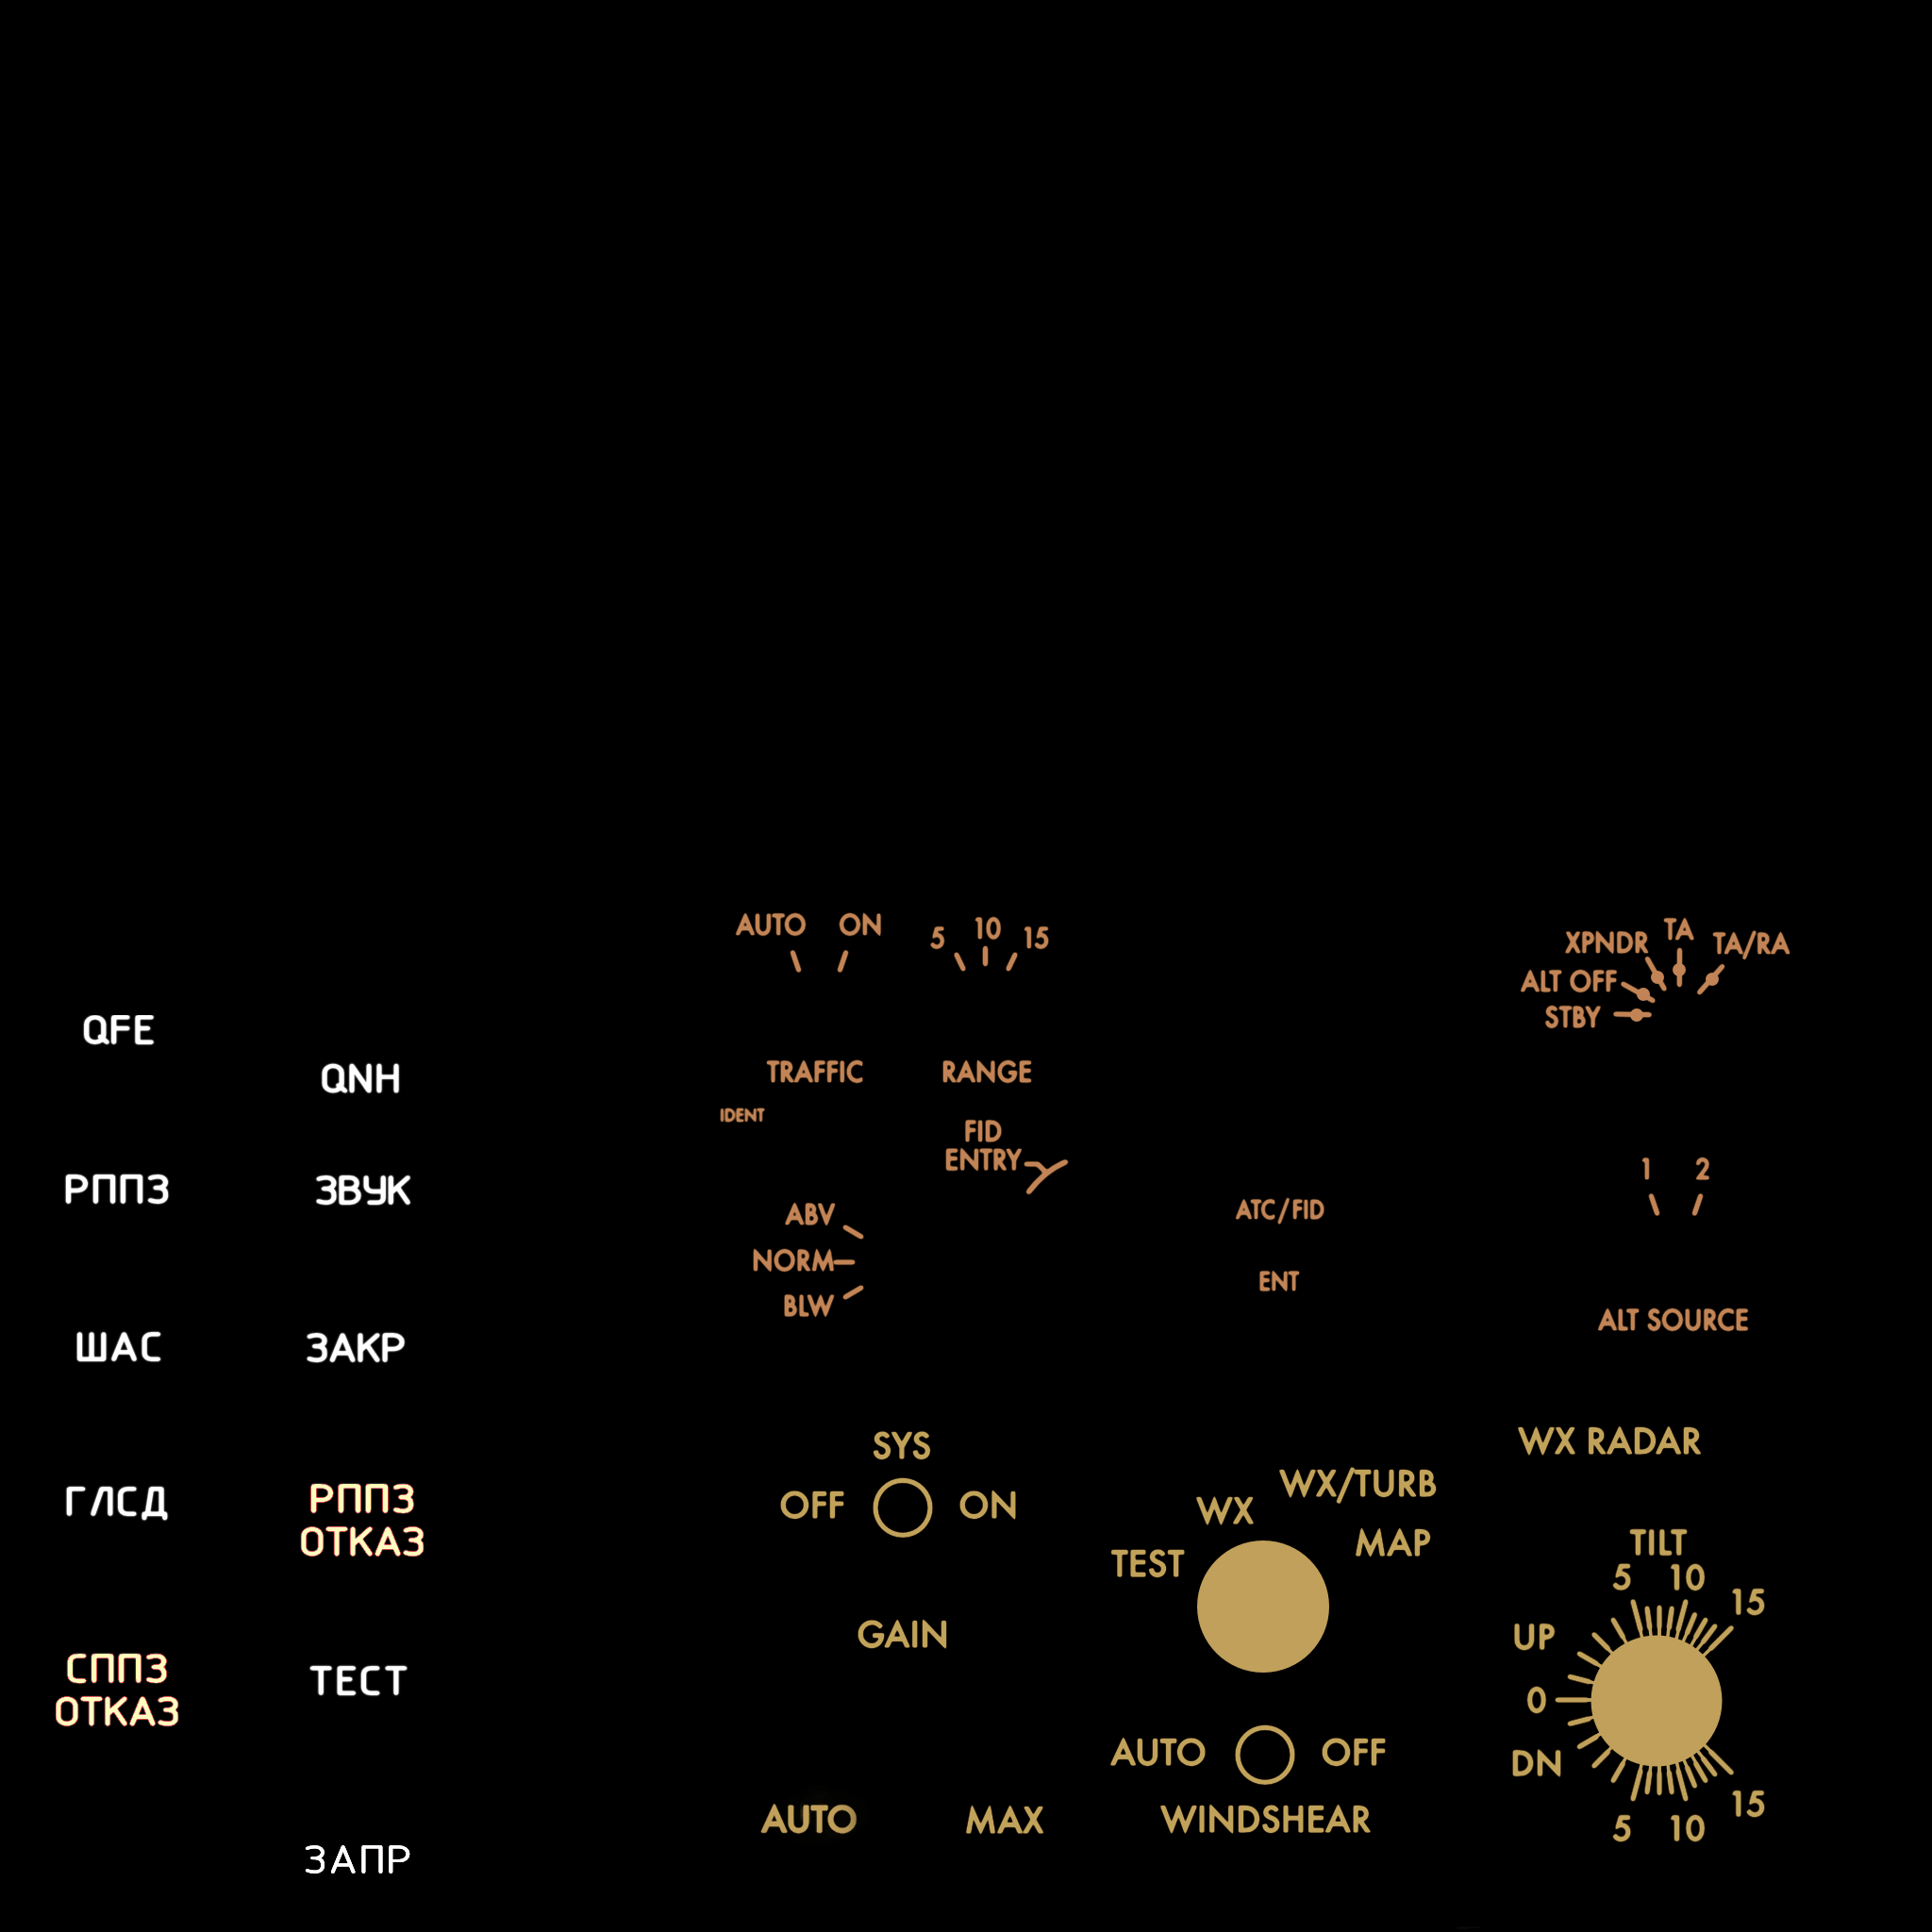 QFE
QNH
РППЗ
ЗВУК
ШАС
ЗАКР
ГЛСД
РППЗ
ОТКАЗ
СППЗ
ОТКАЗ
ТЕСТ
ЗАПР
AUTO ON
5 10 15
TRAFFIC
RANGE
IDENT
FID
ENTRY
ABV
NORM
BLW
ATC/FID
ENT
XPNDR TA TA/RA
ALT OFF
STBY
1 2
ALT SOURCE
SYS
OFF ON
GAIN
AUTO MAX
WX WX/TURB
TEST MAP
AUTO OFF
WINDSHEAR
WX RADAR
TILT
5 10 15
UP
0
DN
5 10 15